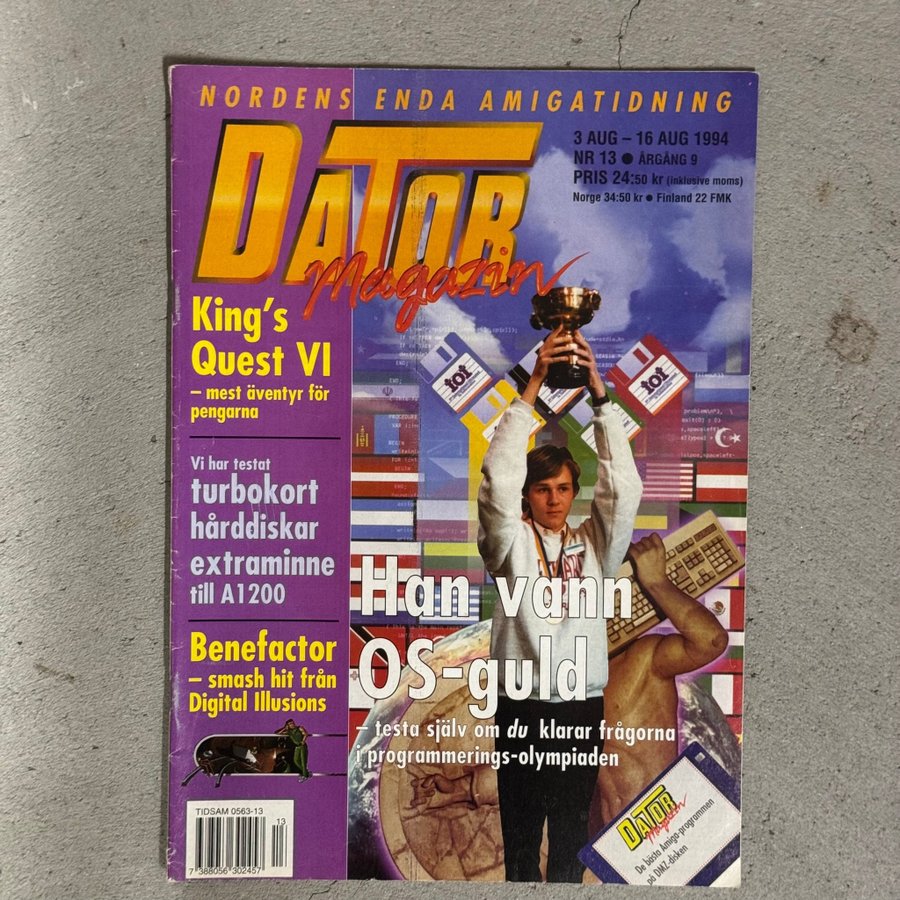 NORDENS ENDA AMIGATIDNING
DATOR
Magazin
3 AUG – 16 AUG 1994
NR 13 ● ÅRGÅNG 9
PRIS 24:50 kr (inklusive moms)
Norge 34:50 kr ● Finland 22 FMK
King's
Quest VI
– mest äventyr för
pengarna
Vi har testat
turbokort
hårddiskar
extraminne
till A1200
Benefactor
– smash hit från
Digital Illusions
tot
tot
Han vann
OS-guld
– testa själv om du klarar frågorna
i programmerings-olympiaden
DATOR
Magazin
De bästa Amiga-programmen
på DMZ-disken
TIDSAM 0563-13
13
7 388056 302457